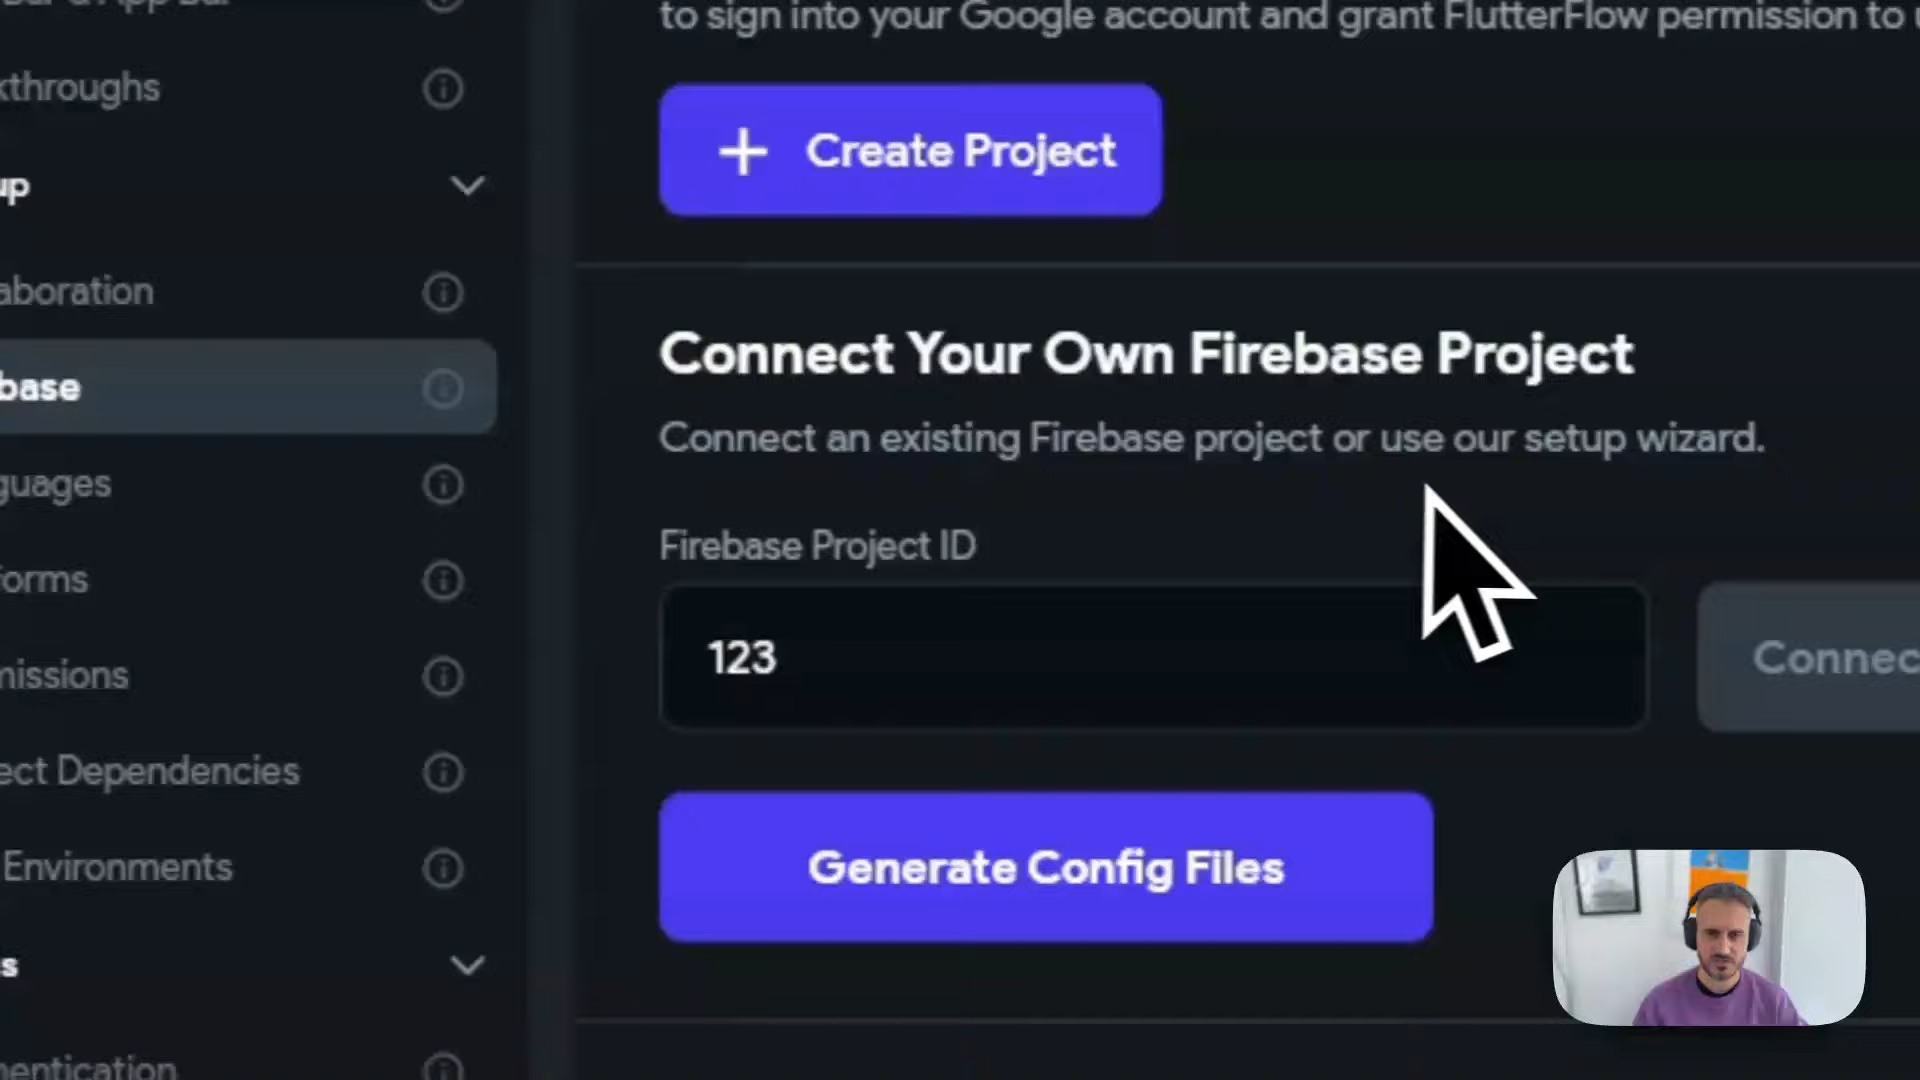 to sign into your Google account and grant FlutterFlow permission to
kthroughs
Create Project
up
aboration
Connect Your Own Firebase Project
base
Connect an existing Firebase project or use our setup wizard.
guages
Firebase Project ID
forms
123
Connec
missions
ect Dependencies
Generate Config Files
Environments
s
hentication